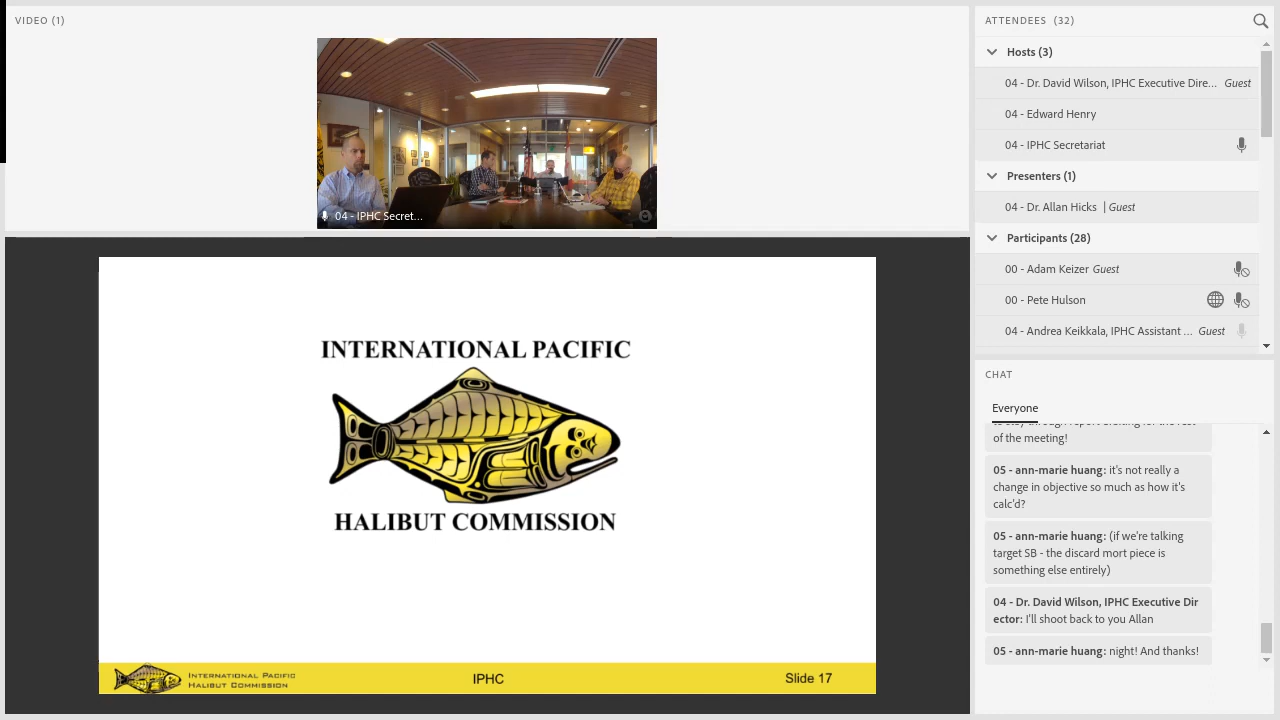 VIDEO (1)
04 - IPHC Secret...
INTERNATIONAL PACIFIC
HALIBUT COMMISSION
International Pacific
Halibut Commission
IPHC
Slide 17
ATTENDEES (32)
Hosts (3)
04 - Dr. David Wilson, IPHC Executive Dire... Guest
04 - Edward Henry
04 - IPHC Secretariat
Presenters (1)
04 - Dr. Allan Hicks | Guest
Participants (28)
00 - Adam Keizer Guest
00 - Pete Hulson
04 - Andrea Keikkala, IPHC Assistant ... Guest
CHAT
Everyone
05 - ann-marie huang: it's not really a
change in objective so much as how it's
calc'd?
05 - ann-marie huang: (if we're talking
target SB - the discard mort piece is
something else entirely)
04 - Dr. David Wilson, IPHC Executive Dir
ector: I'll shoot back to you Allan
05 - ann-marie huang: night! And thanks!